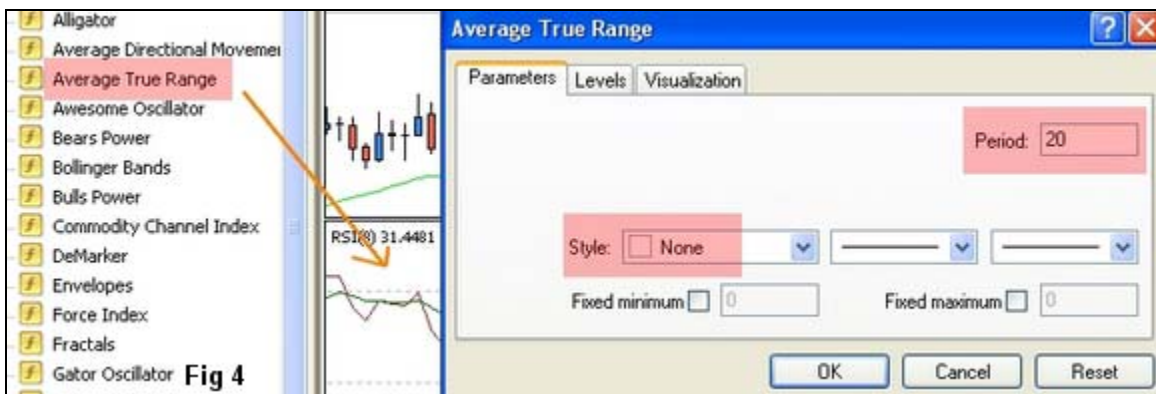 Alligator
Average Directional Movemen
Average True Range
Awesome Oscillator
Bears Power
Bollinger Bands
Bulls Power
Commodity Channel Index
DeMarker
Envelopes
Force Index
Fractals
Gator Oscillator
Fig 4
RSI(8) 31.4481
Average True Range
Parameters Levels Visualization
Period: 20
Style: None
Fixed minimum 0 Fixed maximum 0
OK Cancel Reset